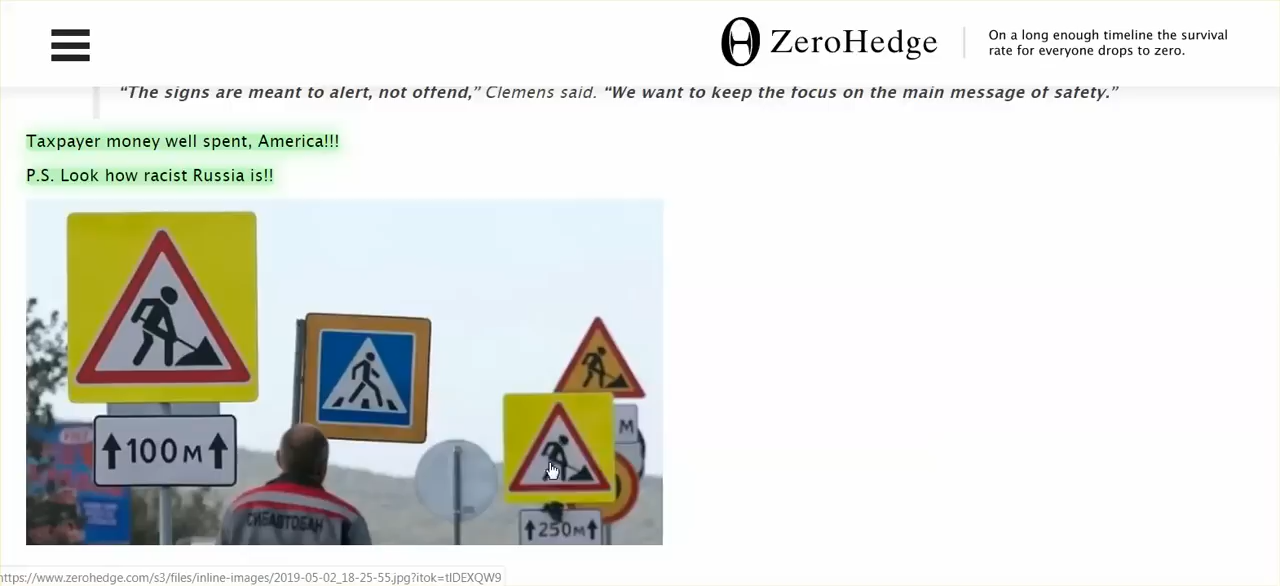 ZeroHedge
On a long enough timeline the survival
rate for everyone drops to zero.
“The signs are meant to alert, not offend,” Clemens said. “We want to keep the focus on the main message of safety.”
Taxpayer money well spent, America!!!
P.S. Look how racist Russia is!!
100м
М
СИБАВТОБАН
250м
https://www.zerohedge.com/s3/files/inline-images/2019-05-02_18-25-55.jpg?itok=tIDEXQW9